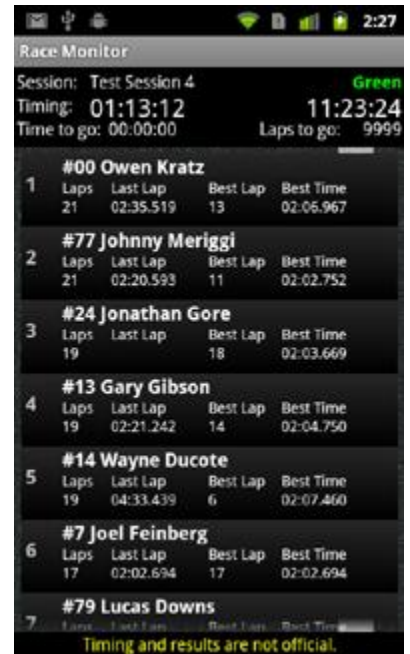 2:27
Race Monitor
Session: Test Session 4 Green
Timing: 01:13:12 11:23:24
Time to go: 00:00:00 Laps to go: 9999
#00 Owen Kratz
1 Laps Last Lap Best Lap Best Time
21 02:35.519 13 02:06.967
#77 Johnny Meriggi
2 Laps Last Lap Best Lap Best Time
21 02:20.593 11 02:02.752
#24 Jonathan Gore
3 Laps Last Lap Best Lap Best Time
19 18 02:03.669
#13 Gary Gibson
4 Laps Last Lap Best Lap Best Time
19 02:21.242 14 02:04.750
#14 Wayne Ducote
5 Laps Last Lap Best Lap Best Time
19 04:33.439 6 02:07.460
#7 Joel Feinberg
6 Laps Last Lap Best Lap Best Time
17 02:02.694 17 02:02.694
#79 Lucas Downs
7 Laps Last Lap Best Lap Best Time
Timing and results are not official.